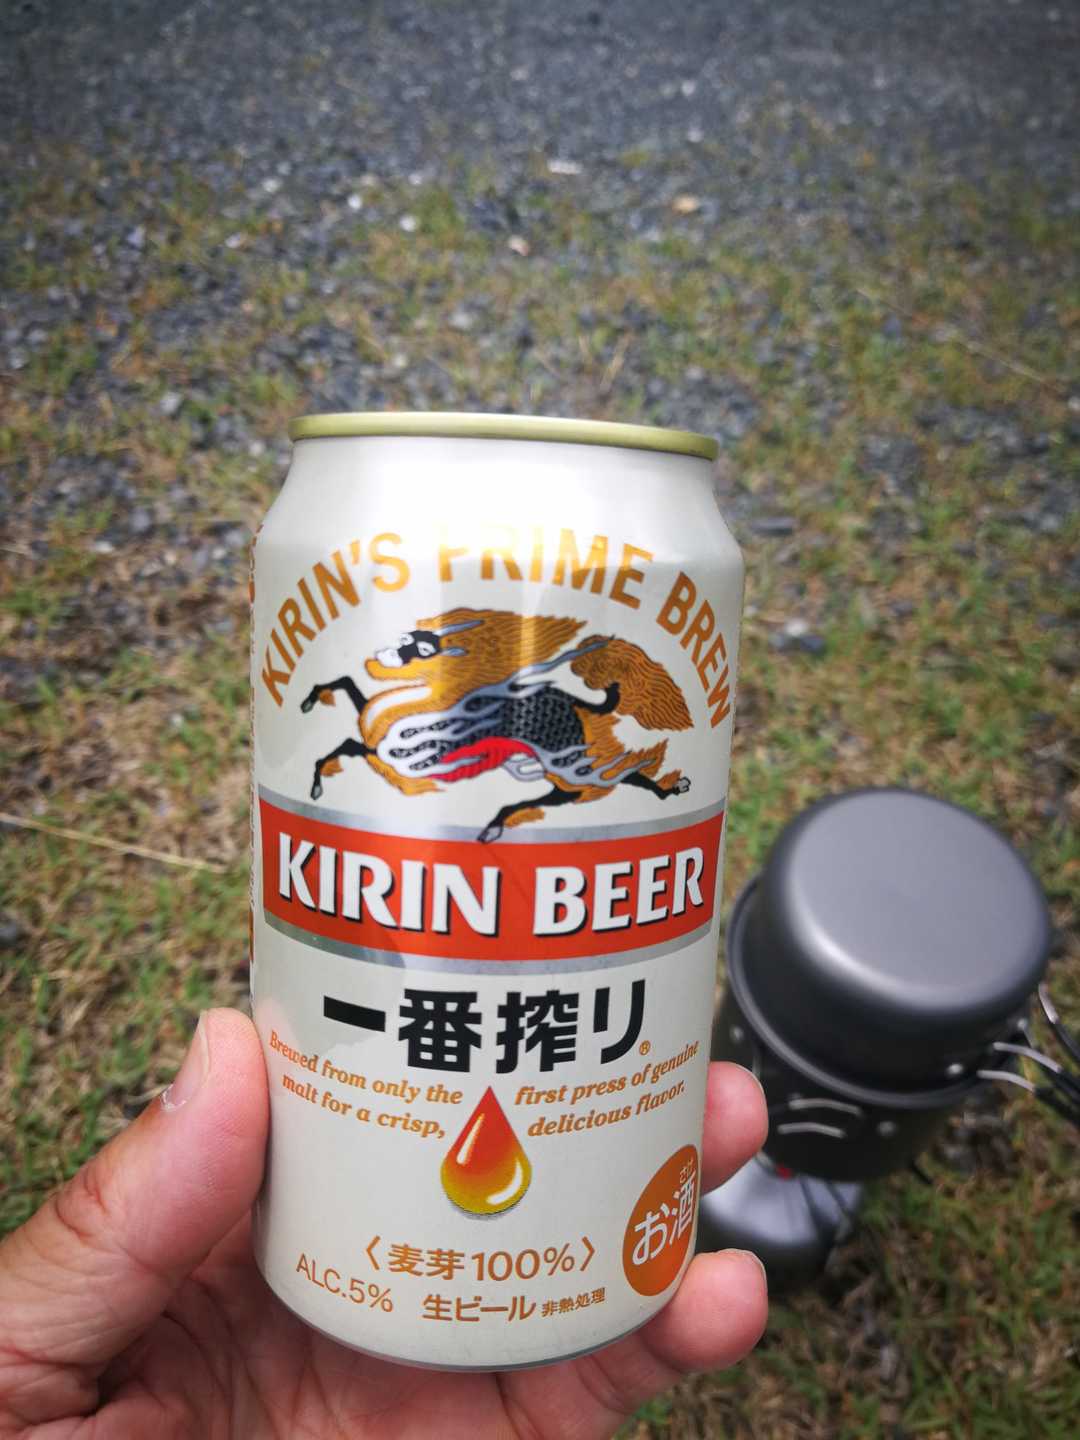 KIRIN'S PRIME BREW
KIRIN BEER
一番搾り®
Brewed from only the first press of genuine
malt for a crisp, delicious flavor.
さけ
お酒
〈麦芽100%〉
ALC.5% 生ビール 非熱処理